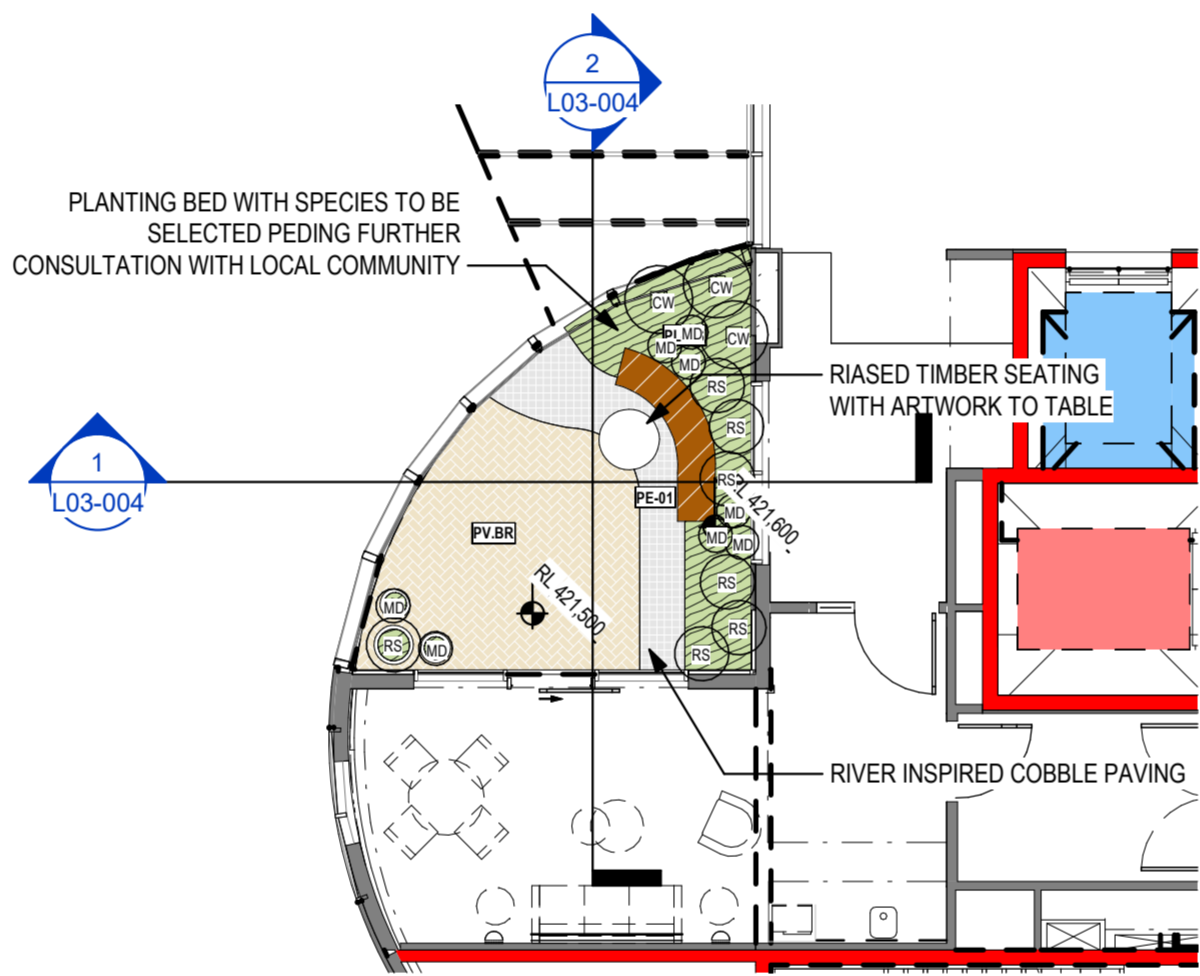 2
L03-004
PLANTING BED WITH SPECIES TO BE
SELECTED PEDING FURTHER
CONSULTATION WITH LOCAL COMMUNITY
CW
CW
CW
MD
MD
MD
RS
RIASED TIMBER SEATING
WITH ARTWORK TO TABLE
RS
1
L03-004
RS
RL 421,600
PE-01
MD
PV.BR
MD
MD
RS
RL 421,500
MD
RS
RS
MD
RS
RIVER INSPIRED COBBLE PAVING